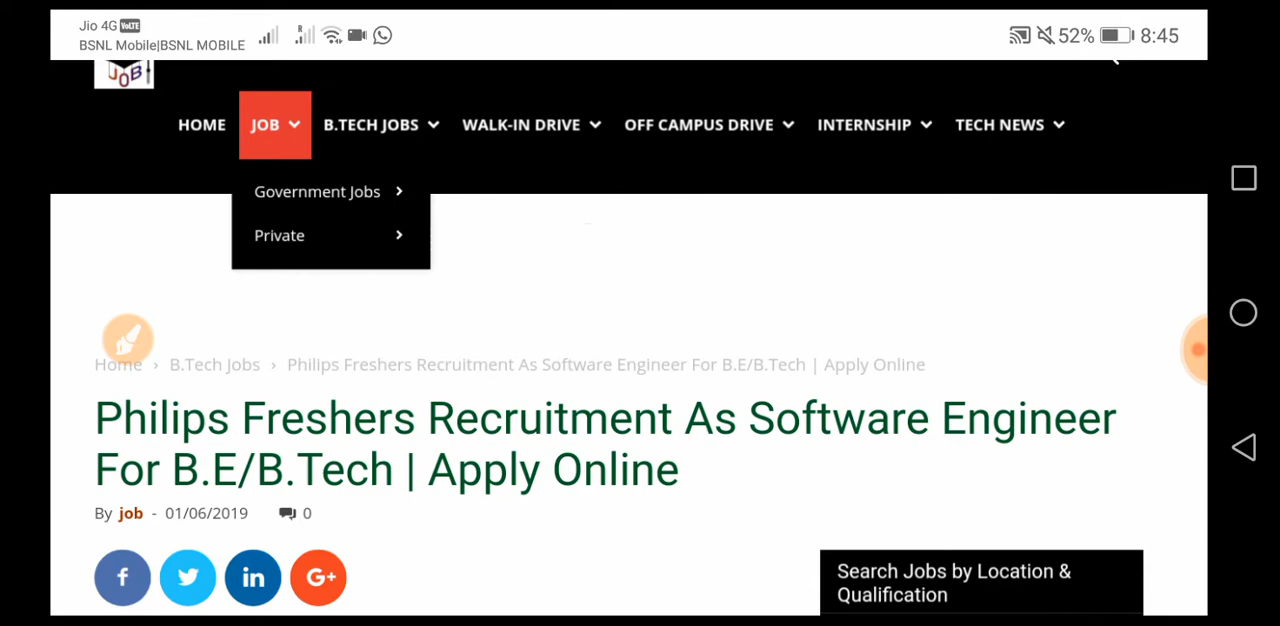 Jio 4G VoLTE
BSNL Mobile|BSNL MOBILE
R
52% 8:45
JOB
HOME JOB B.TECH JOBS WALK-IN DRIVE OFF CAMPUS DRIVE INTERNSHIP TECH NEWS
Government Jobs
Private
Home › B.Tech Jobs › Philips Freshers Recruitment As Software Engineer For B.E/B.Tech | Apply Online
Philips Freshers Recruitment As Software Engineer
For B.E/B.Tech | Apply Online
By job - 01/06/2019 0
f in G+
Search Jobs by Location &
Qualification